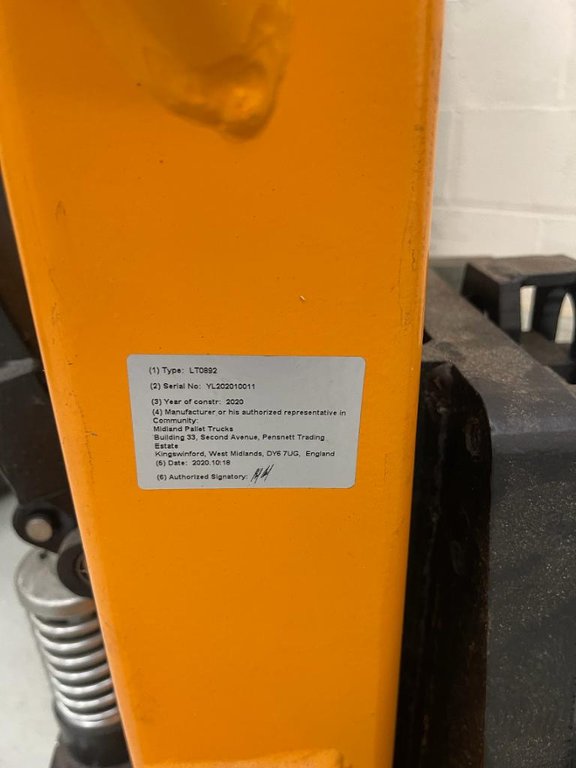 (1) Type: LT0892
(2) Serial No: YL202010011
(3) Year of constr: 2020
(4) Manufacturer or his authorized representative in
Community:
Midland Pallet Trucks
Building 33, Second Avenue, Pensnett Trading
Estate
Kingswinford, West Midlands, DY6 7UG, England
(5) Date: 2020.10.18
(6) Authorized Signatory: